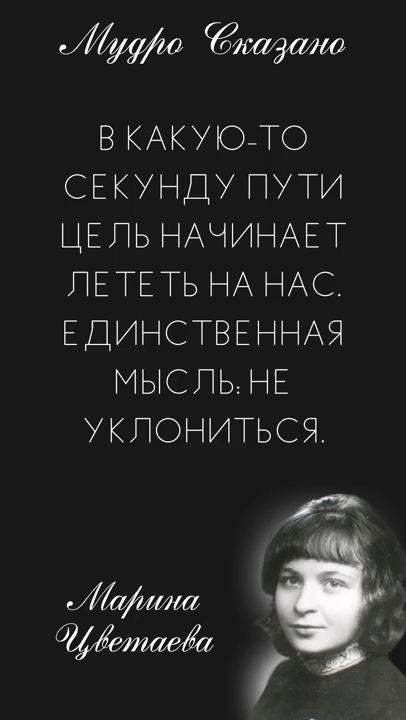 Мудро Сказано
В КАКУЮ-ТО
СЕКУНДУ ПУТИ
ЦЕЛЬ НАЧИНАЕТ
ЛЕТЕТЬ НА НАС.
ЕДИНСТВЕННАЯ
МЫСЛЬ: НЕ
УКЛОНИТЬСЯ.
Марина
Цветаева